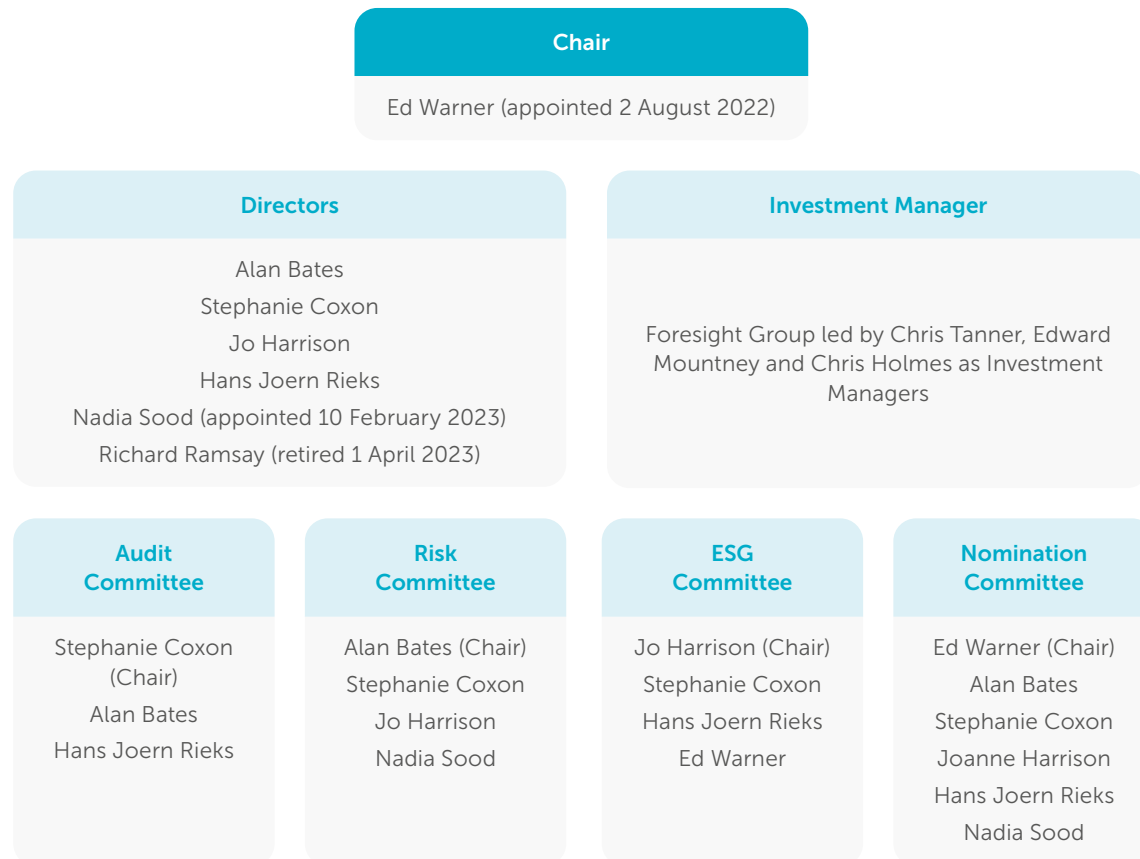 Chair
Ed Warner (appointed 2 August 2022)
Directors
Alan Bates
Stephanie Coxon
Jo Harrison
Hans Joern Rieks
Nadia Sood (appointed 10 February 2023)
Richard Ramsay (retired 1 April 2023)
Investment Manager
Foresight Group led by Chris Tanner, Edward
Mountney and Chris Holmes as Investment
Managers
Audit
Committee
Stephanie Coxon
(Chair)
Alan Bates
Hans Joern Rieks
Risk
Committee
Alan Bates (Chair)
Stephanie Coxon
Jo Harrison
Nadia Sood
ESG
Committee
Jo Harrison (Chair)
Stephanie Coxon
Hans Joern Rieks
Ed Warner
Nomination
Committee
Ed Warner (Chair)
Alan Bates
Stephanie Coxon
Joanne Harrison
Hans Joern Rieks
Nadia Sood